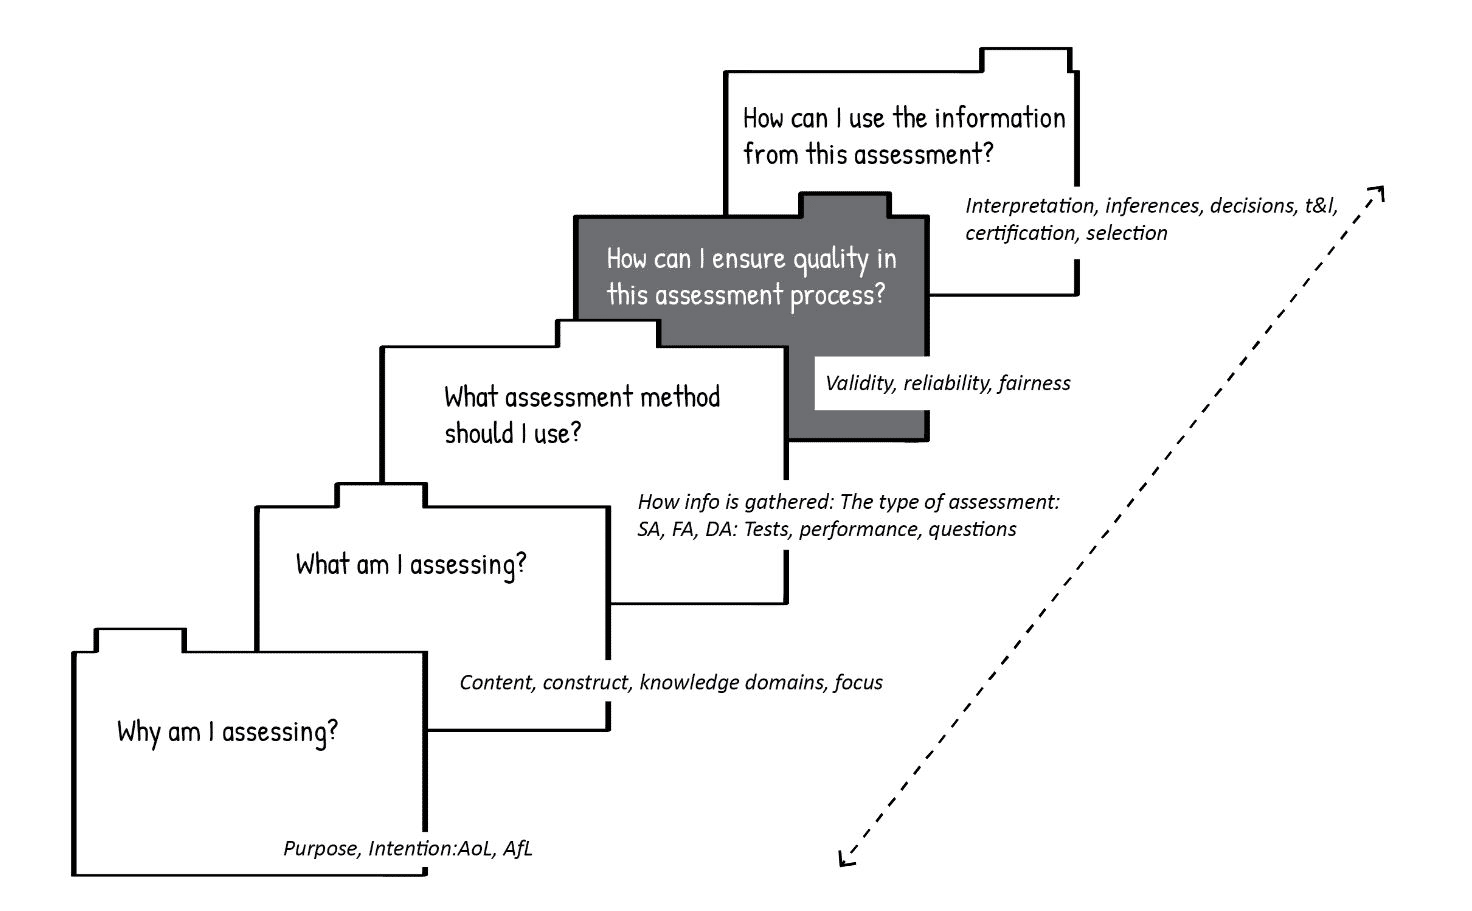 How can I use the information
from this assessment?
Interpretation, inferences, decisions, t&l,
certification, selection
How can I ensure quality in
this assessment process?
Validity, reliability, fairness
What assessment method
should I use?
How info is gathered: The type of assessment:
SA, FA, DA: Tests, performance, questions
What am I assessing?
Content, construct, knowledge domains, focus
Why am I assessing?
Purpose, Intention:AoL, AfL